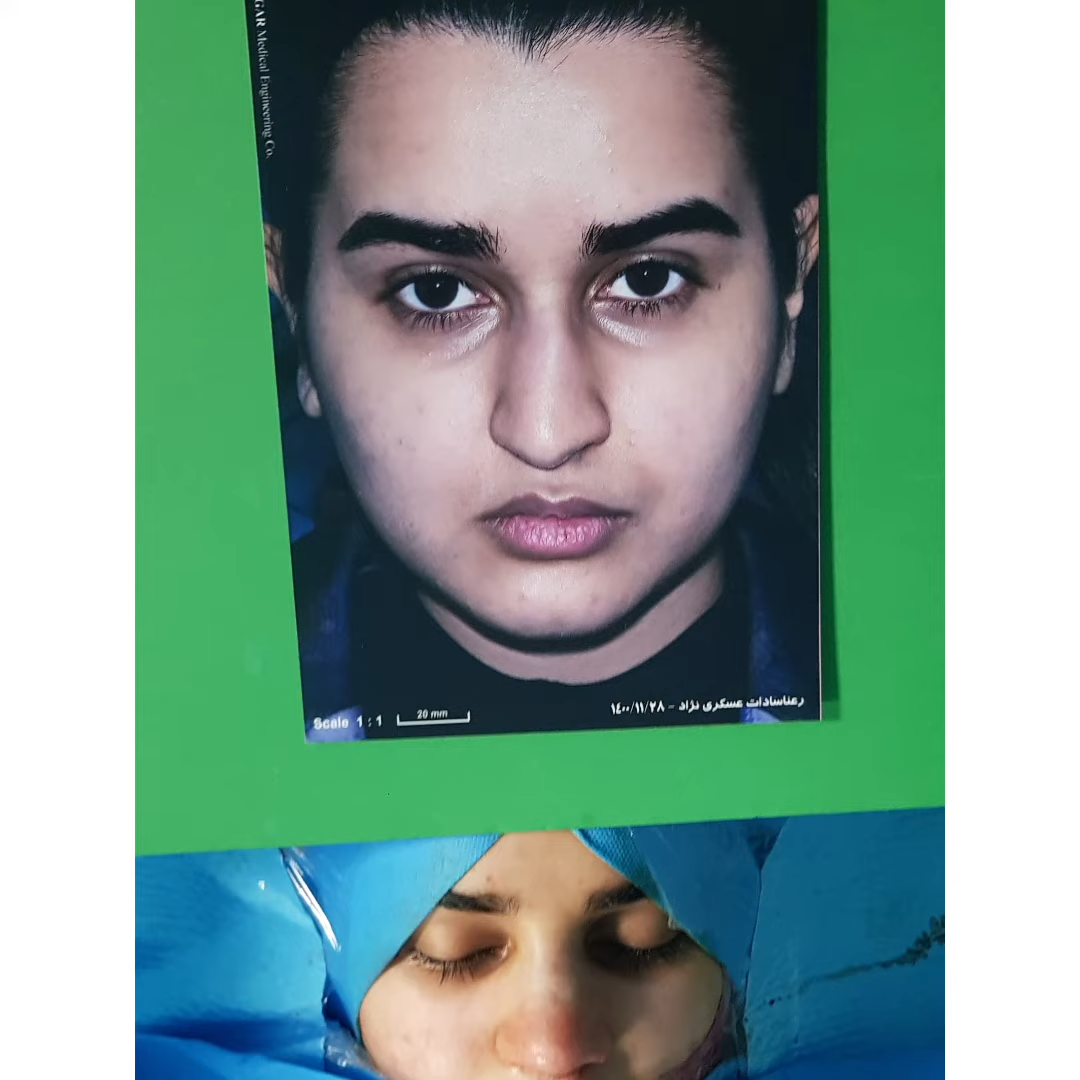 GAR Medical Engineering Co.
Scale 1 : 1
20 mm
رعناسادات عسکری نژاد - ۱۴۰۰/۱۱/۲۸